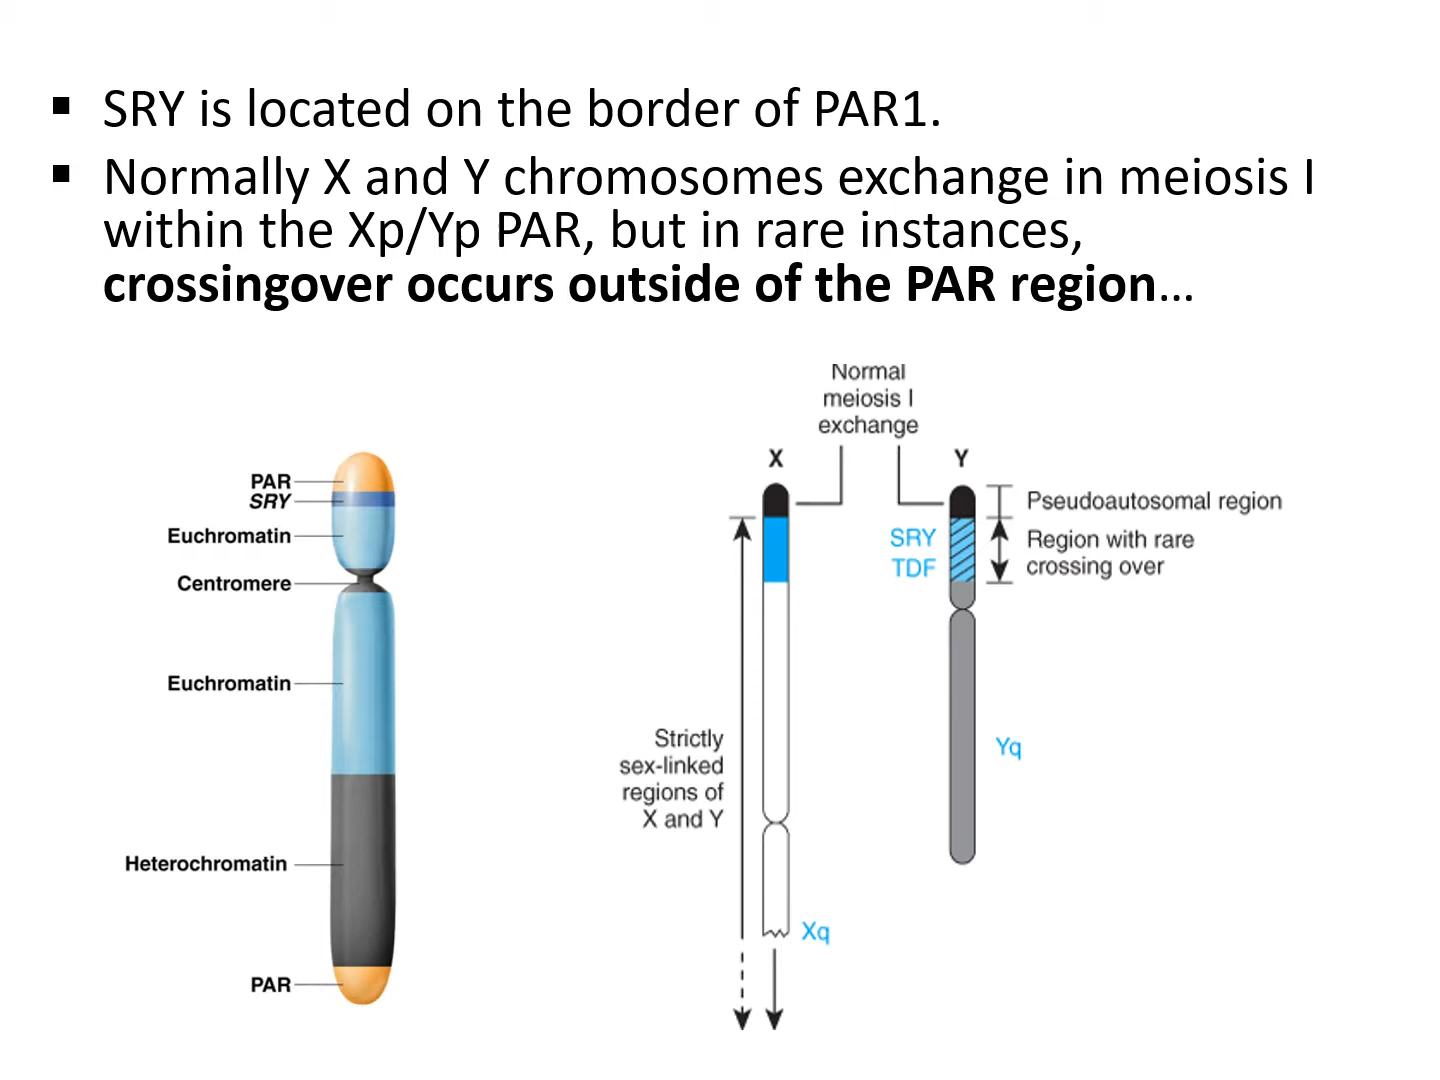 ▪ SRY is located on the border of PAR1.
▪ Normally X and Y chromosomes exchange in meiosis I
within the Xp/Yp PAR, but in rare instances,
crossingover occurs outside of the PAR region…
PAR
SRY
Euchromatin
Centromere
Euchromatin
Heterochromatin
PAR
Normal
meiosis I
exchange
X
Y
Pseudoautosomal region
SRY
TDF
Region with rare
crossing over
Strictly
sex-linked
regions of
X and Y
Yq
Xq